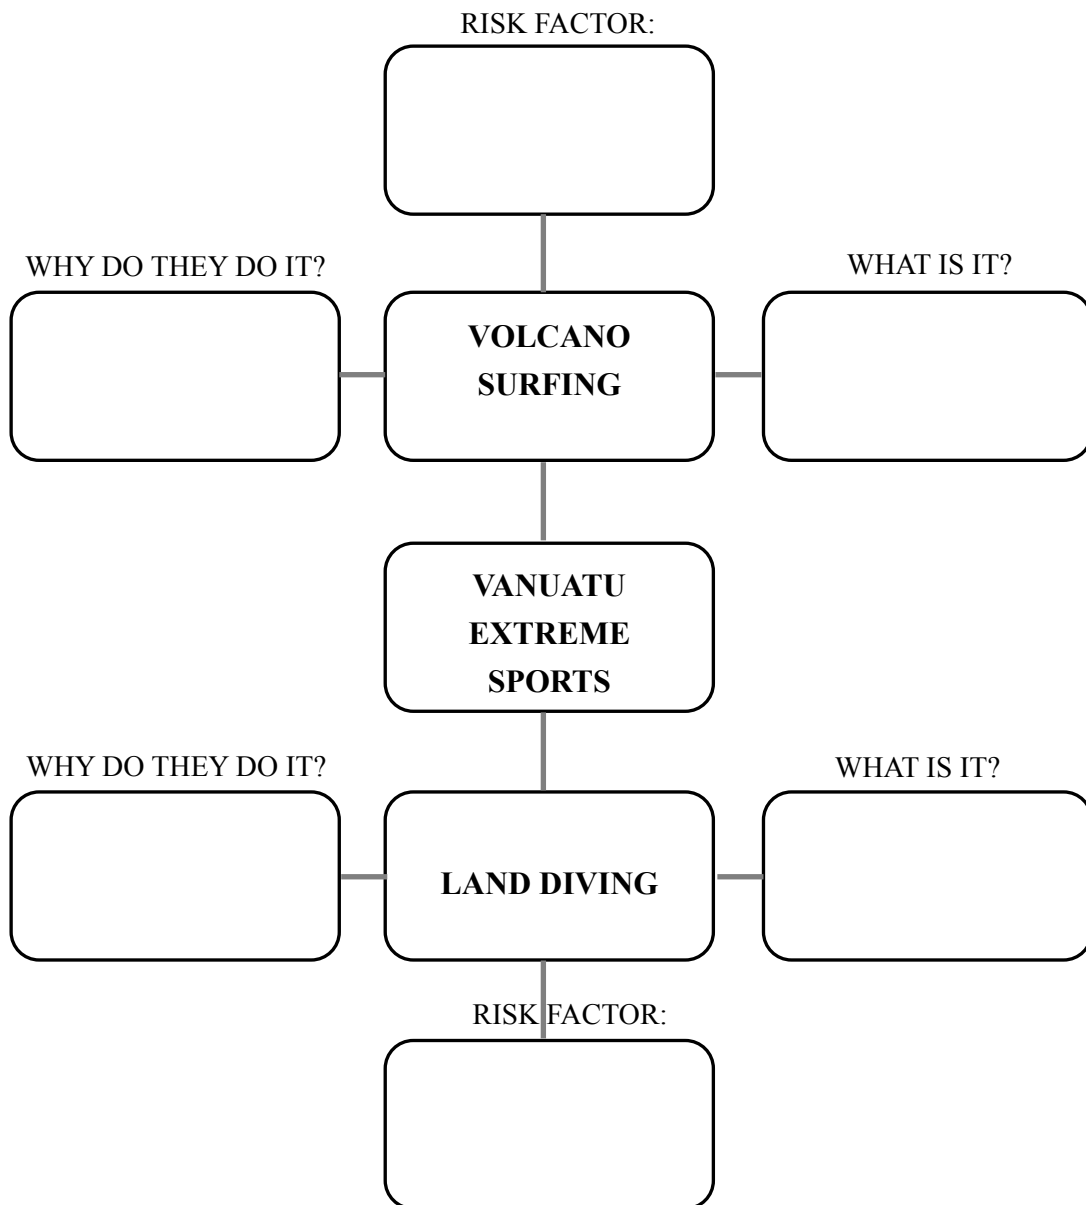 RISK FACTOR:
WHY DO THEY DO IT?
WHAT IS IT?
VOLCANO
SURFING
VANUATU
EXTREME
SPORTS
WHY DO THEY DO IT?
WHAT IS IT?
LAND DIVING
RISK FACTOR: